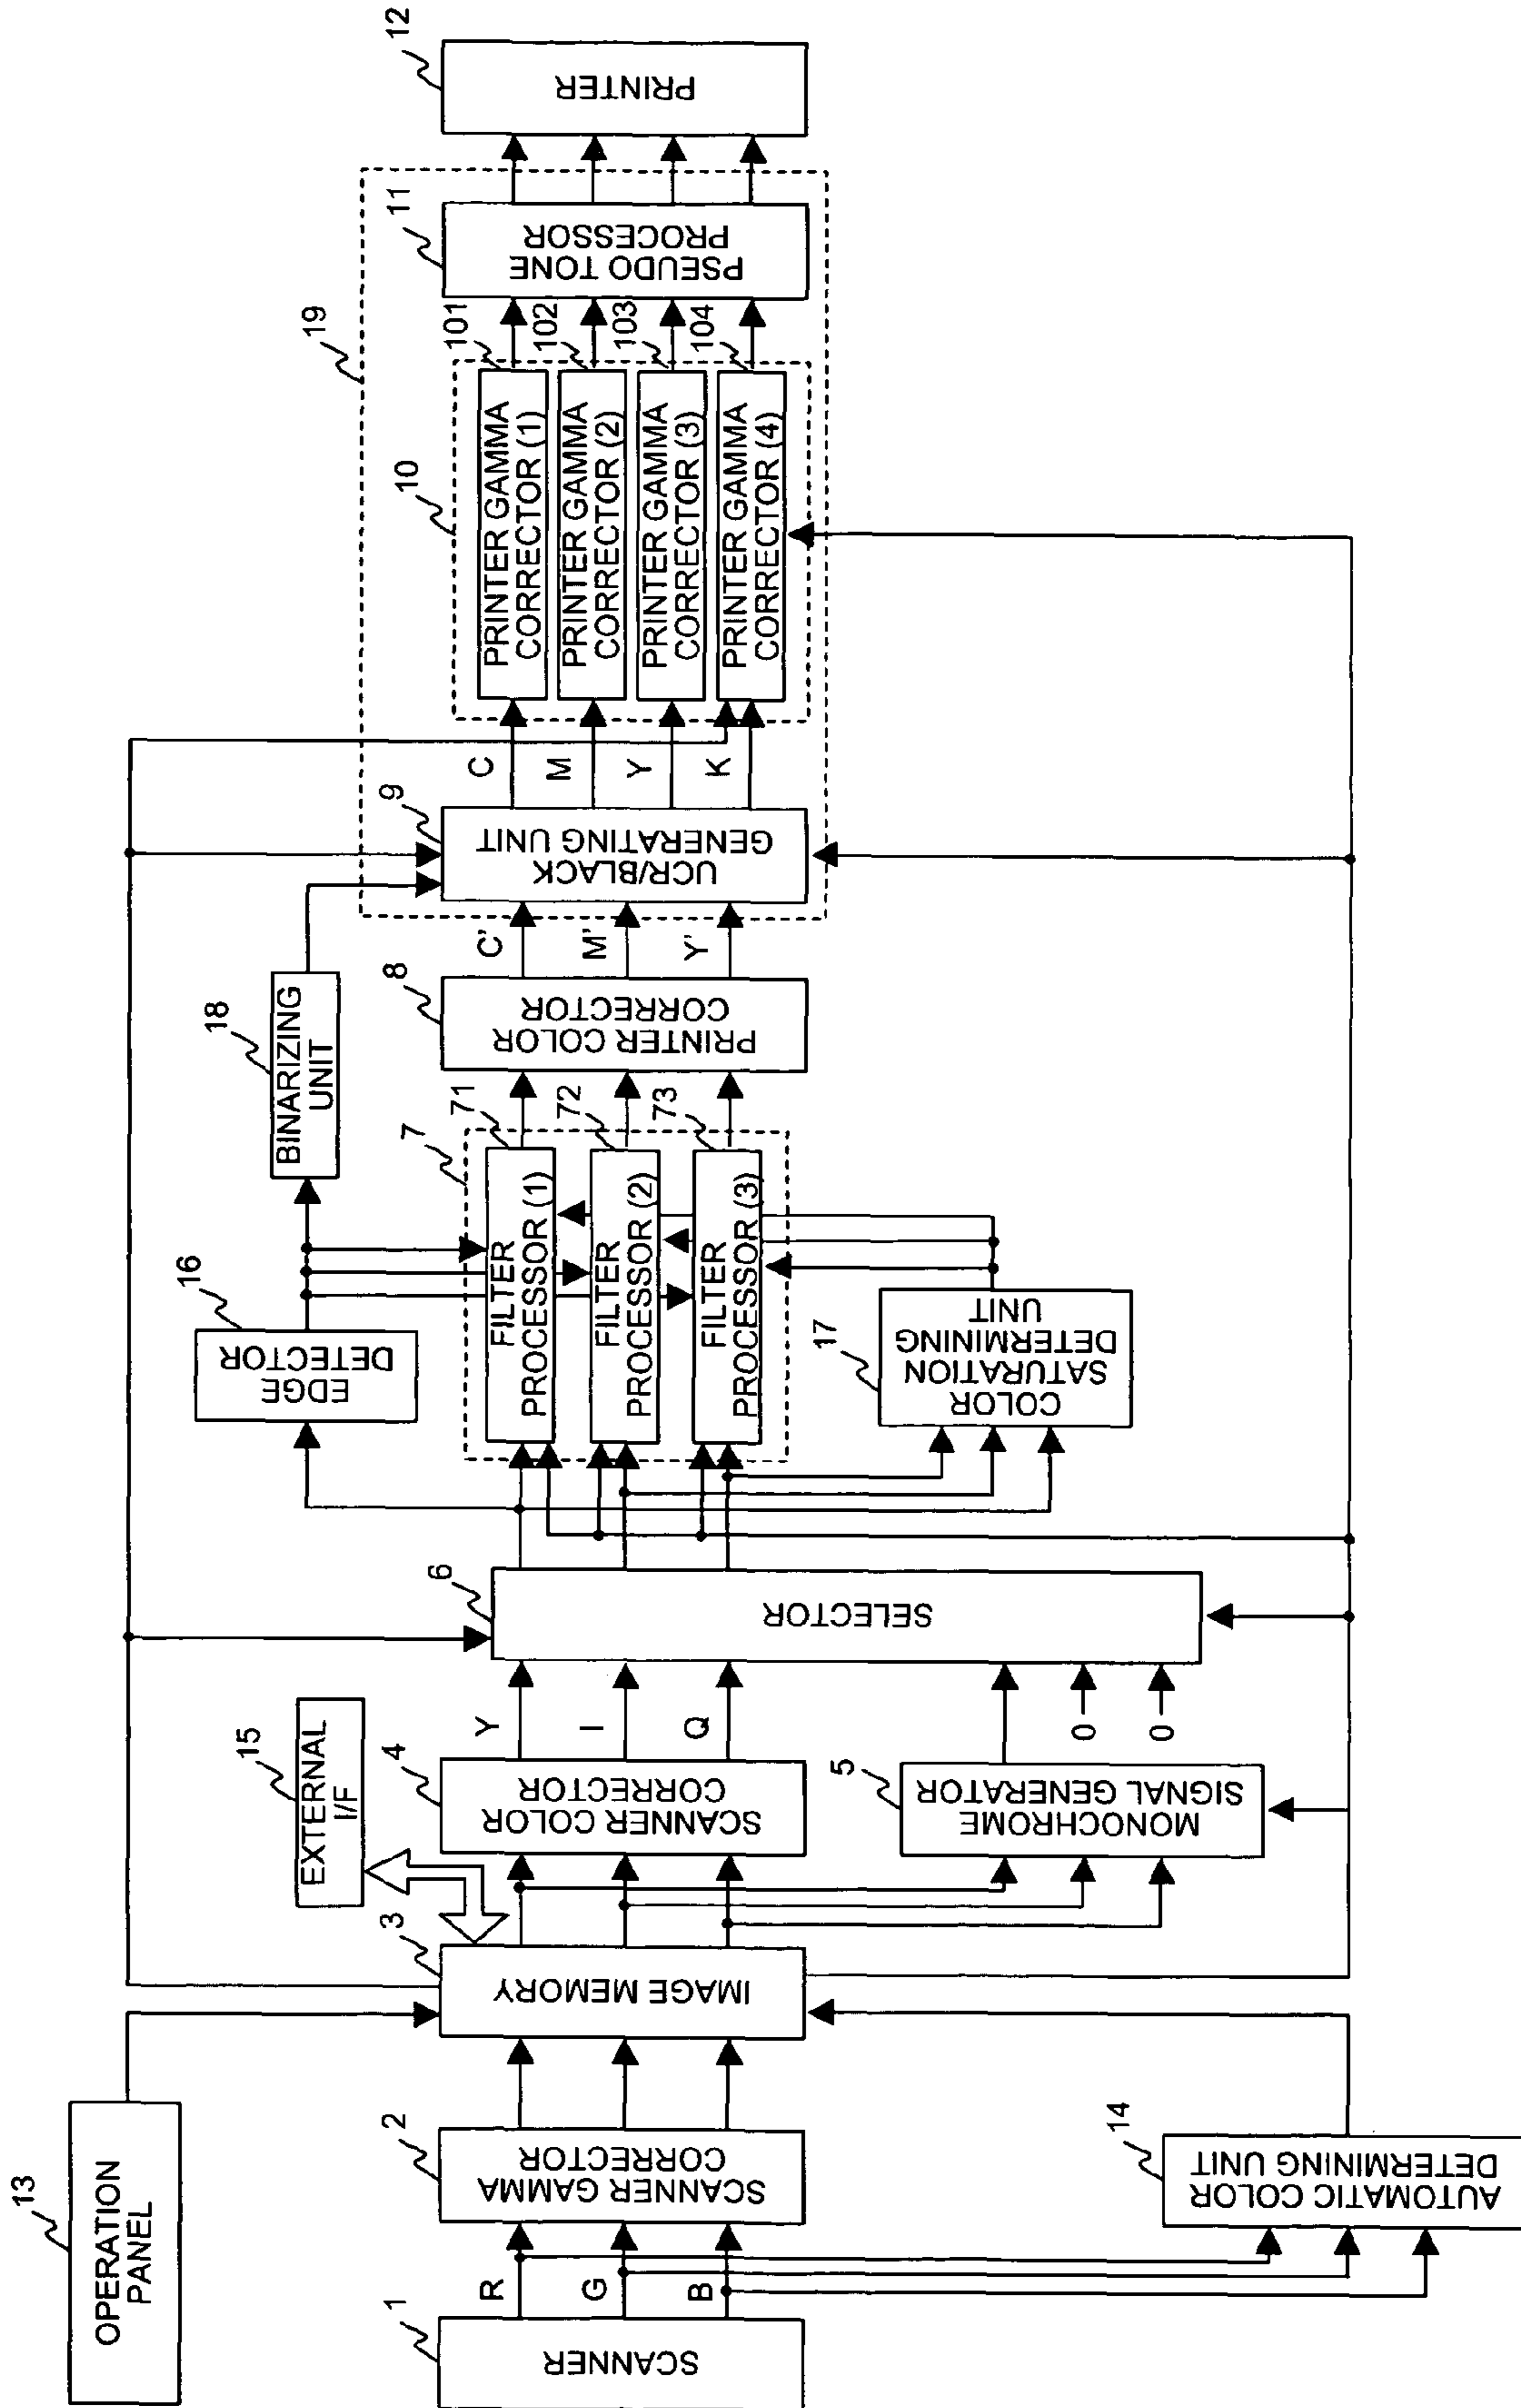 13
OPERATION
PANEL
1
SCANNER
R
G
B
2
SCANNER GAMMA
CORRECTOR
14
AUTOMATIC COLOR
DETERMINING UNIT
3
IMAGE MEMORY
15
EXTERNAL
I/F
4
SCANNER COLOR
CORRECTOR
5
MONOCHROME
SIGNAL GENERATOR
Y
I
Q
0
0
6
SELECTOR
16
EDGE
DETECTOR
17
COLOR
SATURATION
DETERMINING
UNIT
7
FILTER
PROCESSOR (1)
71
FILTER
PROCESSOR (2)
72
FILTER
PROCESSOR (3)
73
18
BINARIZING
UNIT
8
PRINTER COLOR
CORRECTOR
C'
M'
Y'
19
9
UCR/BLACK
GENERATING UNIT
C
M
Y
K
10
PRINTER GAMMA
CORRECTOR (1)
101
PRINTER GAMMA
CORRECTOR (2)
102
PRINTER GAMMA
CORRECTOR (3)
103
PRINTER GAMMA
CORRECTOR (4)
104
11
PSEUDO TONE
PROCESSOR
12
PRINTER